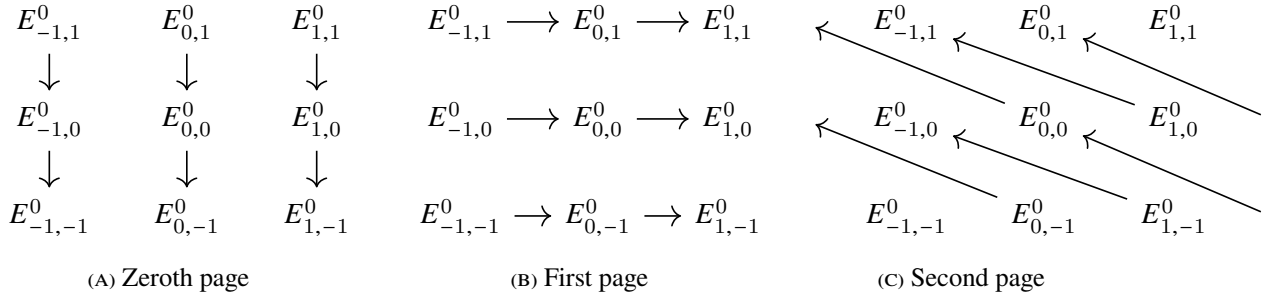 E^0_{-1,1} E^0_{0,1} E^0_{1,1} E^0_{-1,1} E^0_{0,1} E^0_{1,1} E^0_{-1,1} E^0_{0,1} E^0_{1,1}
E^0_{-1,0} E^0_{0,0} E^0_{1,0} E^0_{-1,0} E^0_{0,0} E^0_{1,0} E^0_{-1,0} E^0_{0,0} E^0_{1,0}
E^0_{-1,-1} E^0_{0,-1} E^0_{1,-1} E^0_{-1,-1} E^0_{0,-1} E^0_{1,-1} E^0_{-1,-1} E^0_{0,-1} E^0_{1,-1}
(A) Zeroth page (B) First page (C) Second page